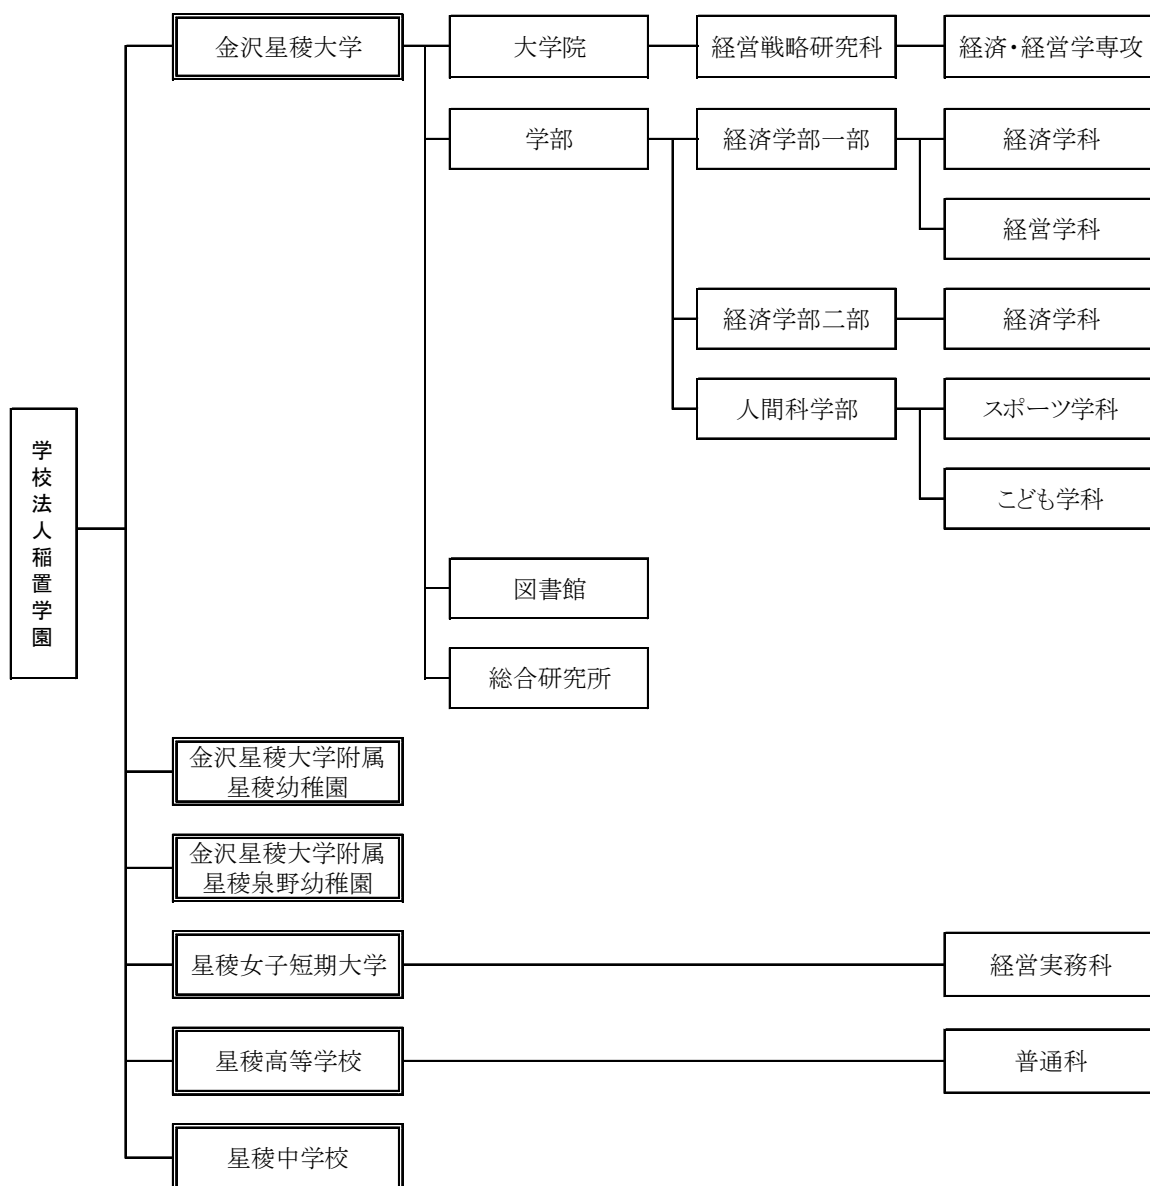 金沢星稜大学
大学院
経営戦略研究科
経済・経営学専攻
学部
経済学部一部
経済学科
経営学科
経済学部二部
経済学科
人間科学部
スポーツ学科
こども学科
学校法人稲置学園
図書館
総合研究所
金沢星稜大学附属
星稜幼稚園
金沢星稜大学附属
星稜泉野幼稚園
星稜女子短期大学
経営実務科
星稜高等学校
普通科
星稜中学校